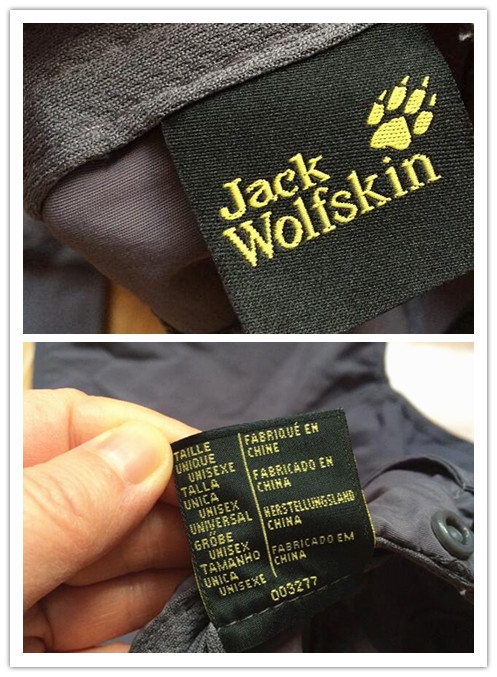 Jack
Wolfskin
TAILLE
UNIQUE
UNISEXE
TALLA
UNICA
UNISEX
UNIVERSAL
GRÖBE
UNISEX
TAMANHO
UNICA
UNISEXE
FABRIQUÉ EN
CHINE
FABRICADO EN
CHINA
HERSTELLUNGSLAND
CHINA
FABRICADO EM
CHINA
003277